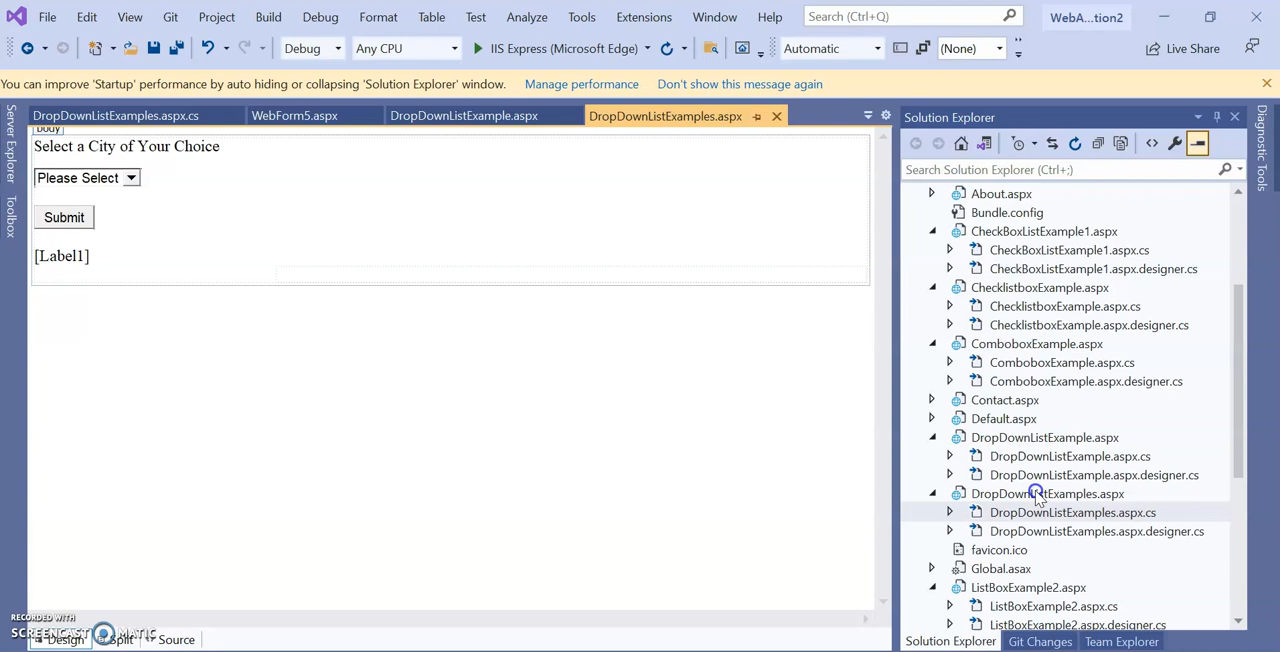 File Edit View Git Project Build Debug Format Table Test Analyze Tools Extensions Window Help Search (Ctrl+Q) WebA...tion2
Debug Any CPU IIS Express (Microsoft Edge) Automatic (None) Live Share
You can improve 'Startup' performance by auto hiding or collapsing 'Solution Explorer' window. Manage performance Don't show this message again
Server Explorer
Toolbox
DropDownListExamples.aspx.cs WebForm5.aspx DropDownListExample.aspx DropDownListExamples.aspx
body
Select a City of Your Choice
Please Select
Submit
[Label1]
Solution Explorer
Search Solution Explorer (Ctrl+;)
About.aspx
Bundle.config
CheckBoxListExample1.aspx
CheckBoxListExample1.aspx.cs
CheckBoxListExample1.aspx.designer.cs
ChecklistboxExample.aspx
ChecklistboxExample.aspx.cs
ChecklistboxExample.aspx.designer.cs
ComboboxExample.aspx
ComboboxExample.aspx.cs
ComboboxExample.aspx.designer.cs
Contact.aspx
Default.aspx
DropDownListExample.aspx
DropDownListExample.aspx.cs
DropDownListExample.aspx.designer.cs
DropDownListExamples.aspx
DropDownListExamples.aspx.cs
DropDownListExamples.aspx.designer.cs
favicon.ico
Global.asax
ListBoxExample2.aspx
ListBoxExample2.aspx.cs
ListBoxExample2.aspx.designer.cs
Solution Explorer Git Changes Team Explorer
Diagnostic Tools
RECORDED WITH
SCREENCAST MATIC
Design Split Source